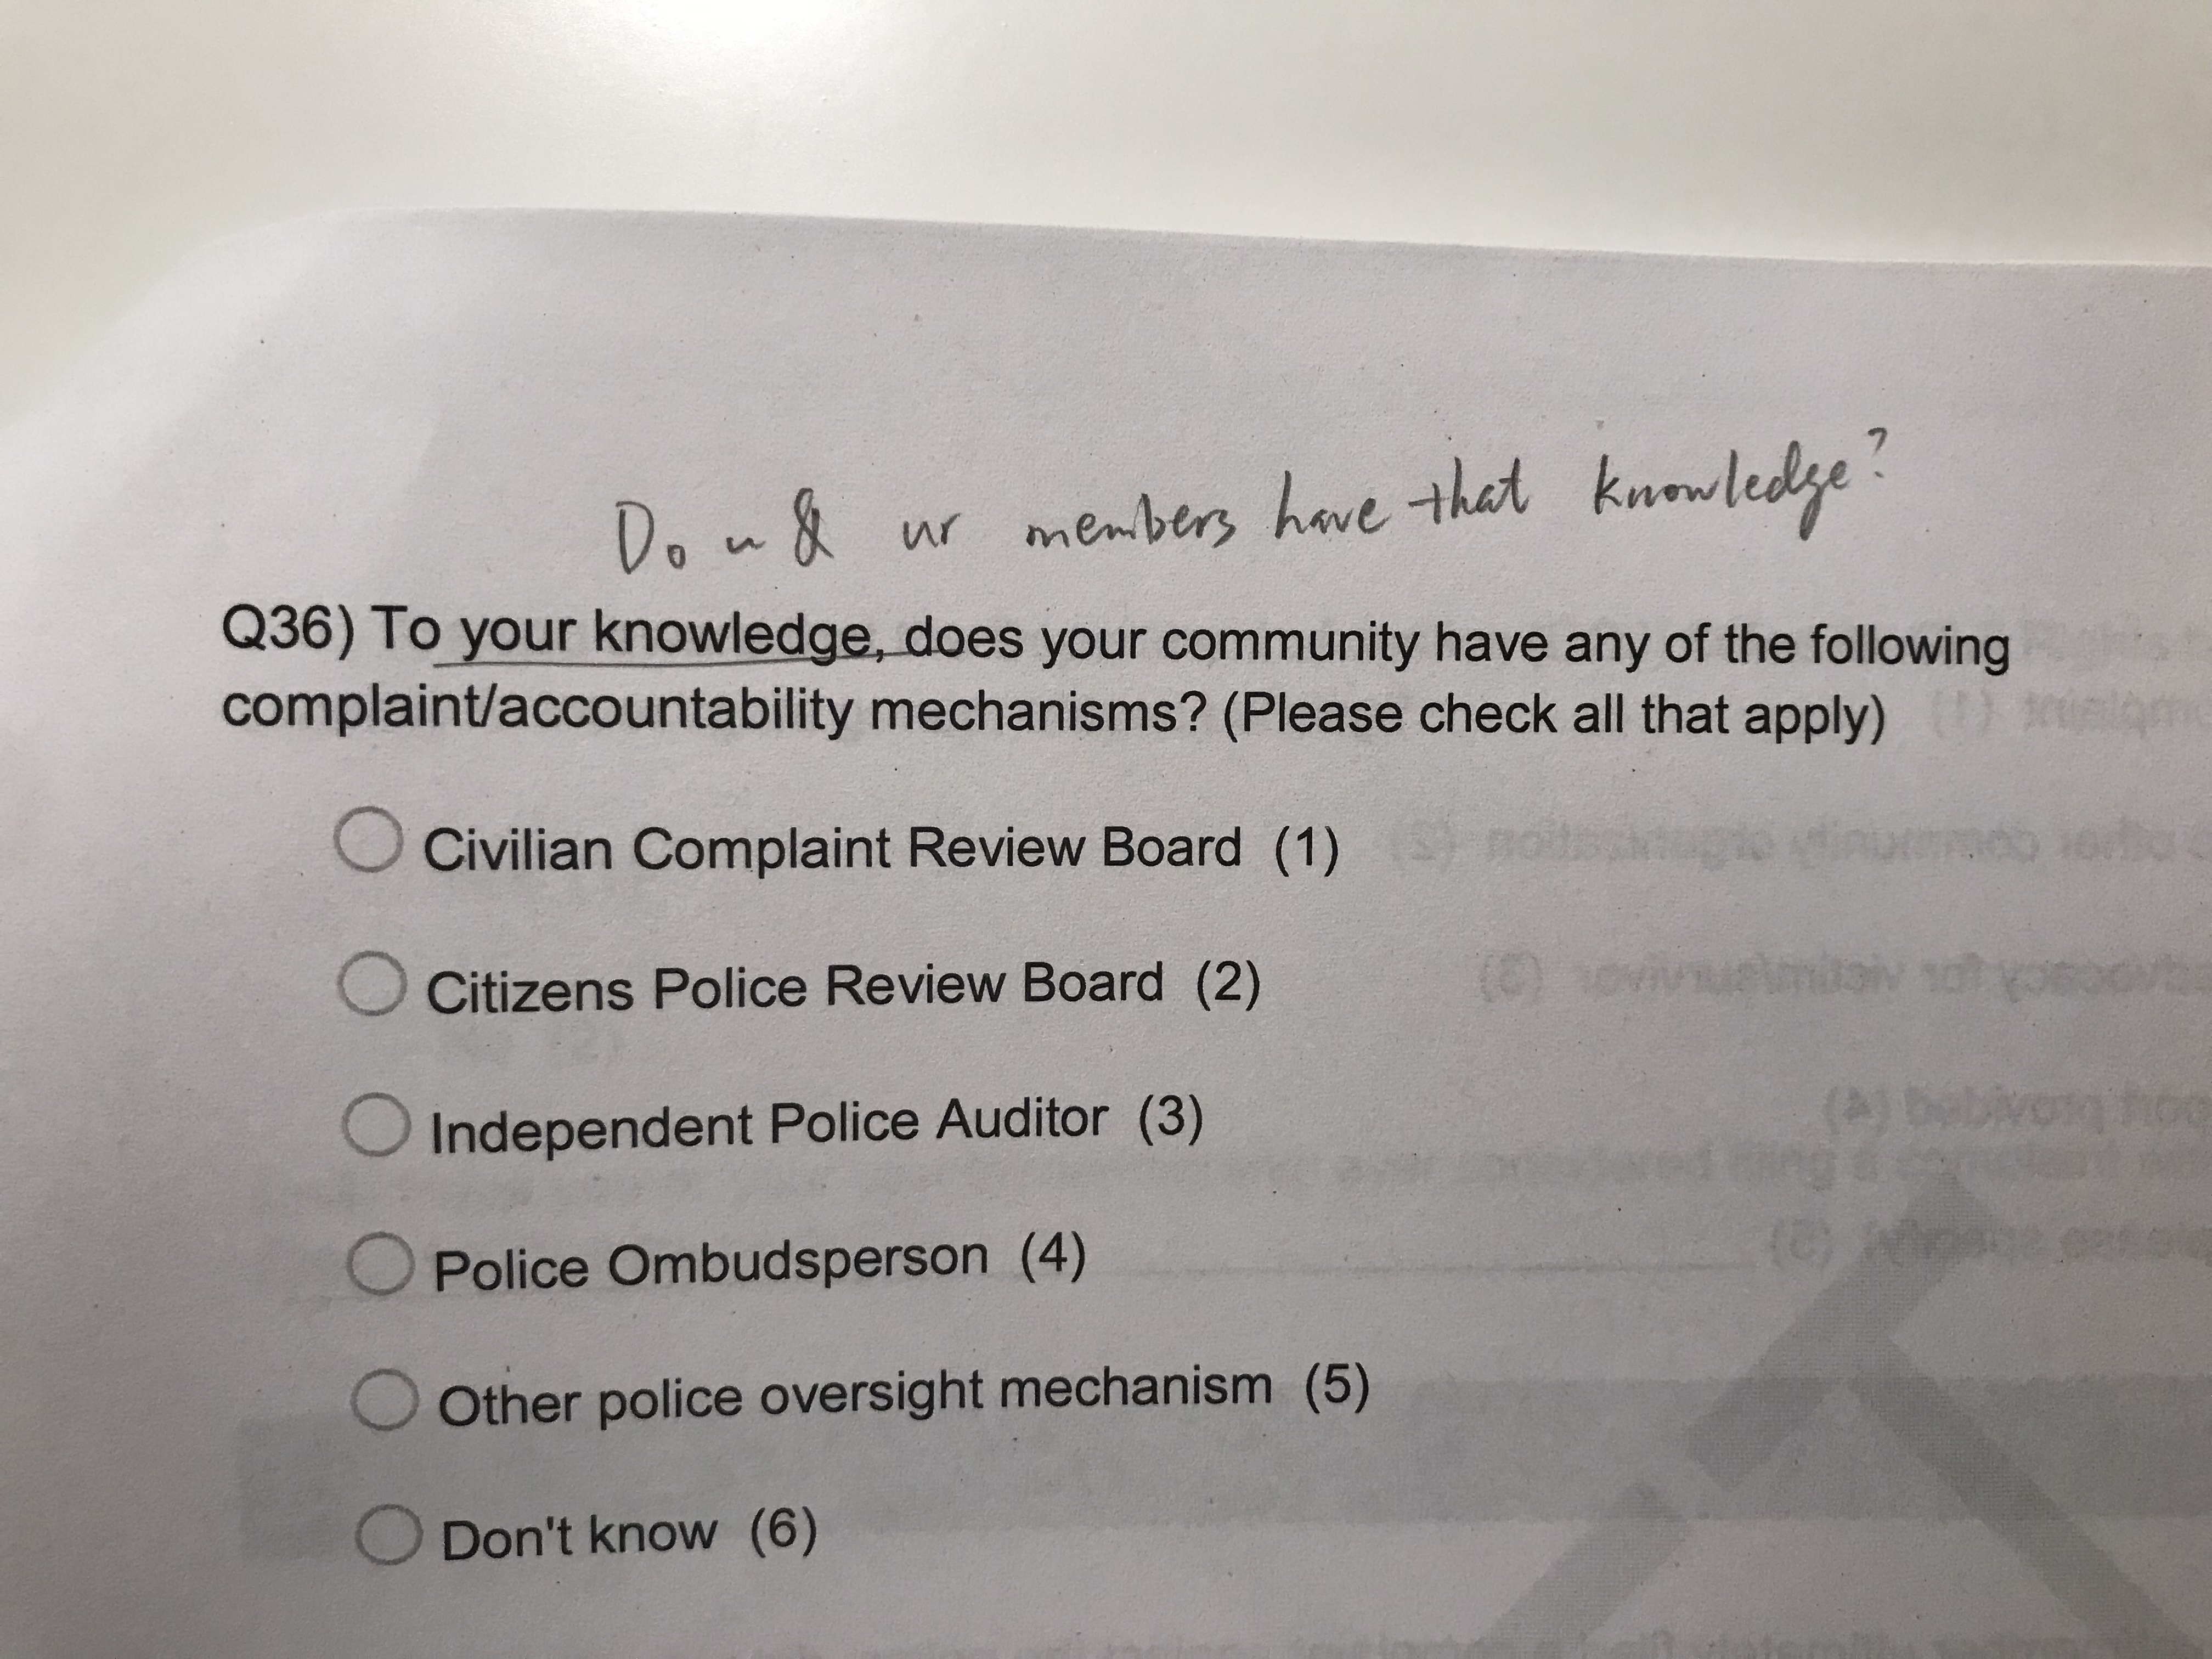 Do u & ur members have that knowledge?
Q36) To your knowledge, does your community have any of the following
complaint/accountability mechanisms? (Please check all that apply)
Civilian Complaint Review Board (1)
Citizens Police Review Board (2)
Independent Police Auditor (3)
Police Ombudsperson (4)
Other police oversight mechanism (5)
Don't know (6)